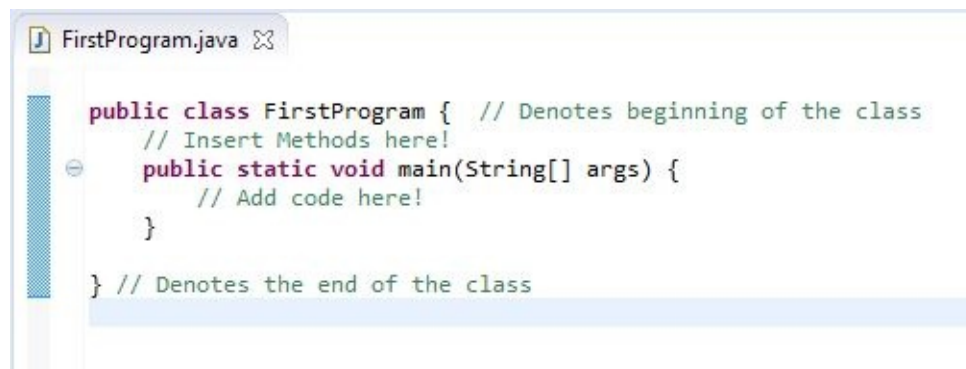 FirstProgram.java
public class FirstProgram { // Denotes beginning of the class
// Insert Methods here!
public static void main(String[] args) {
// Add code here!
}
} // Denotes the end of the class